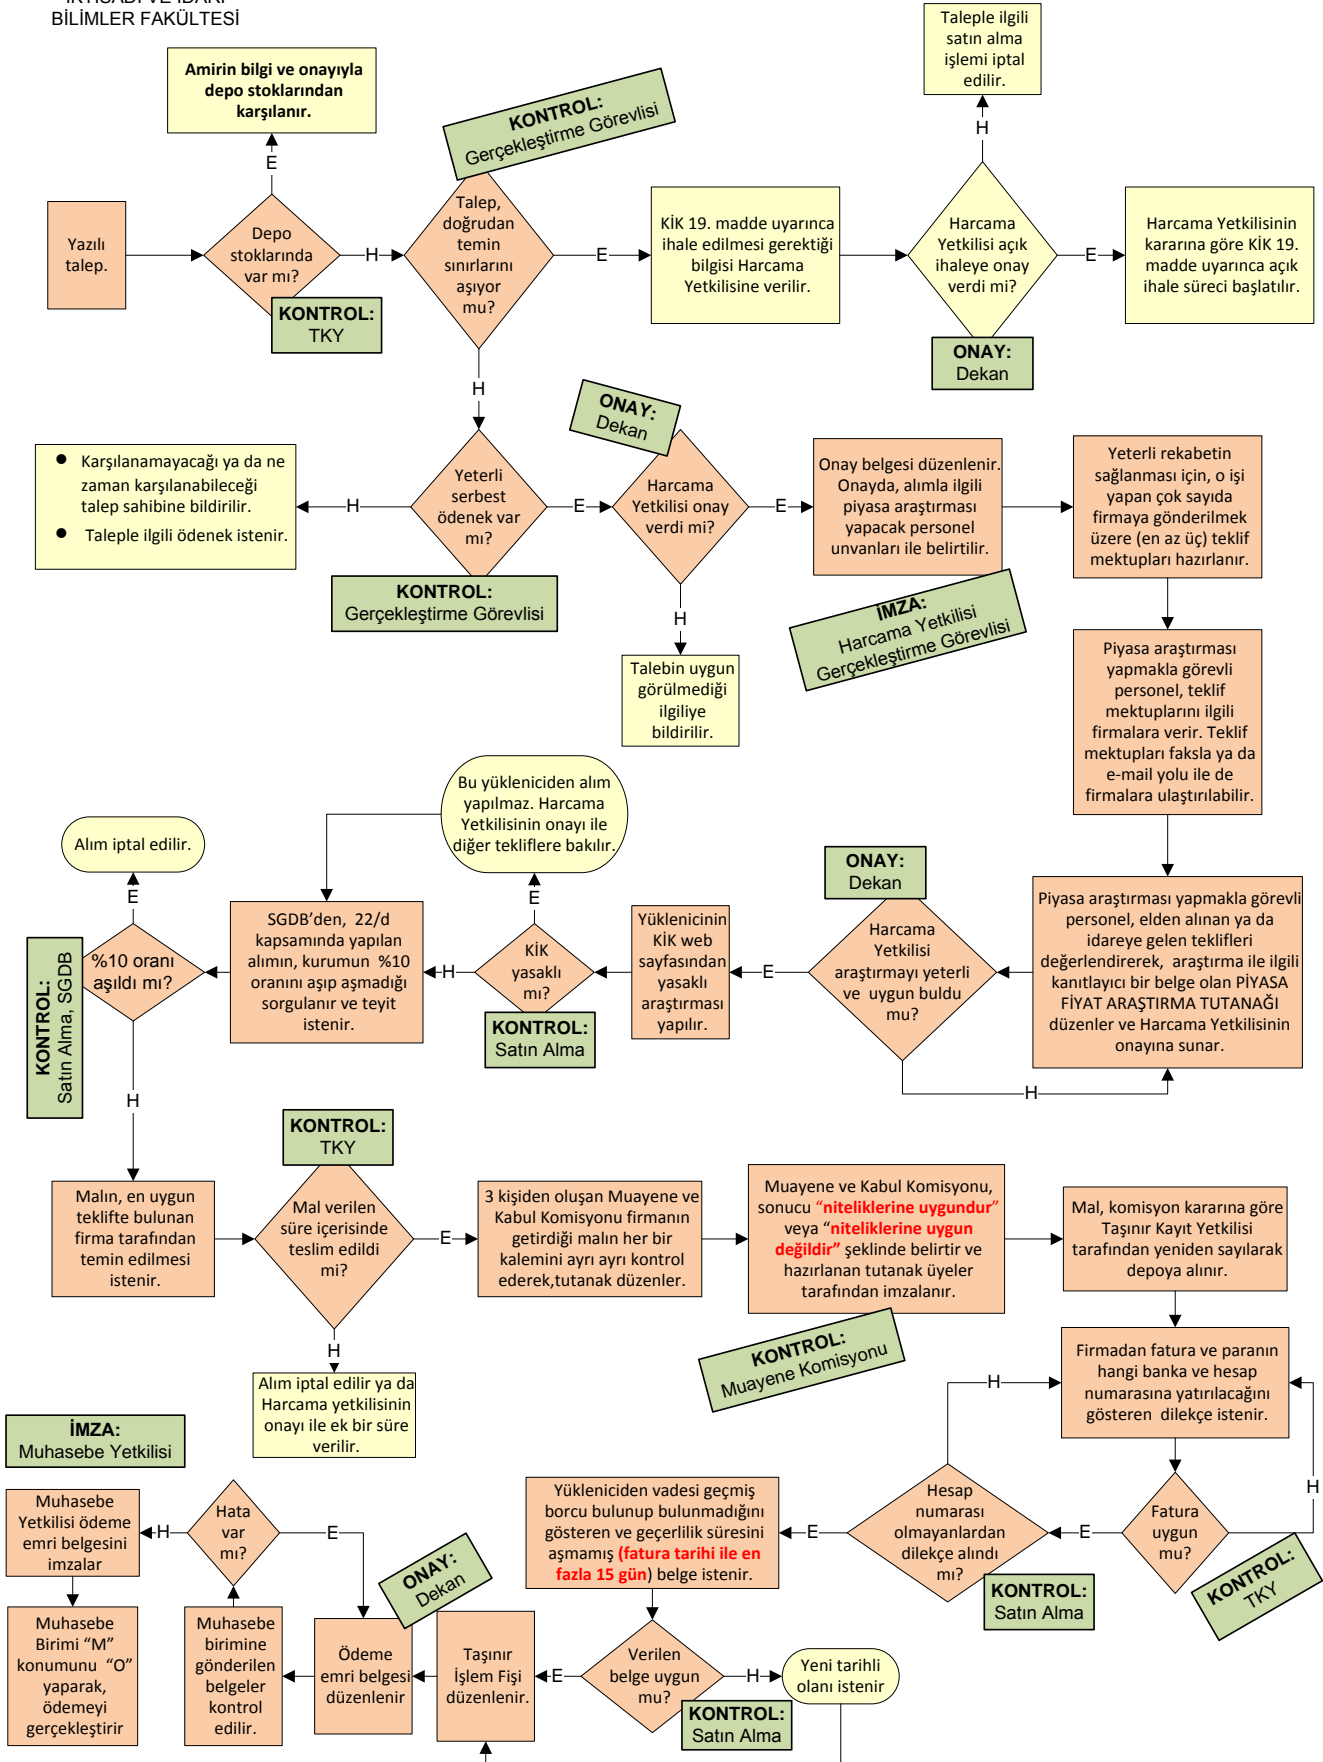 BİLİMLER FAKÜLTESİ
Amirin bilgi ve onayıyla
depo stoklarından
karşılanır.
KONTROL:
Gerçekleştirme Görevlisi
Taleple ilgili
satın alma
işlemi iptal
edilir.
E
H
Yazılı
talep.
Depo
stoklarında
var mı?
H
KONTROL:
TKY
Talep,
doğrudan
temin
sınırlarını
aşıyor
mu?
E
KİK 19. madde uyarınca
ihale edilmesi gerektiği
bilgisi Harcama
Yetkilisine verilir.
Harcama
Yetkilisi açık
ihaleye onay
verdi mi?
E
Harcama Yetkilisinin
kararına göre KİK 19.
madde uyarınca açık
ihale süreci başlatılır.
ONAY:
Dekan
H
ONAY:
Dekan
● Karşılanamayacağı ya da ne
zaman karşılanabileceği
talep sahibine bildirilir.
● Taleple ilgili ödenek istenir.
H
Yeterli
serbest
ödenek var
mı?
E
KONTROL:
Gerçekleştirme Görevlisi
Harcama
Yetkilisi onay
verdi mi?
E
H
Talebin uygun
görülmediği
ilgiliye
bildirilir.
Onay belgesi düzenlenir.
Onayda, alımla ilgili
piyasa araştırması
yapacak personel
unvanları ile belirtilir.
İMZA:
Harcama Yetkilisi
Gerçekleştirme Görevlisi
Yeterli rekabetin
sağlanması için, o işi
yapan çok sayıda
firmaya gönderilmek
üzere (en az üç) teklif
mektupları hazırlanır.
Piyasa araştırması
yapmakla görevli
personel, teklif
mektuplarını ilgili
firmalara verir. Teklif
mektupları faksla ya da
e-mail yolu ile de
firmalara ulaştırılabilir.
Bu yükleniciden alım
yapılmaz. Harcama
Yetkilisinin onayı ile
diğer tekliflere bakılır.
Alım iptal edilir.
E
E
ONAY:
Dekan
KONTROL:
Satın Alma, SGDB
%10 oranı
aşıldı mı?
SGDB’den, 22/d
kapsamında yapılan
alımın, kurumun %10
oranını aşıp aşmadığı
sorgulanır ve teyit
istenir.
H
KİK
yasaklı
mı?
KONTROL:
Satın Alma
Yüklenicinin
KİK web
sayfasından
yasaklı
araştırması
yapılır.
E
Harcama
Yetkilisi
araştırmayı yeterli
ve uygun buldu
mu?
Piyasa araştırması yapmakla görevli
personel, elden alınan ya da
idareye gelen teklifleri
değerlendirerek, araştırma ile ilgili
kanıtlayıcı bir belge olan PİYASA
FİYAT ARAŞTIRMA TUTANAĞI
düzenler ve Harcama Yetkilisinin
onayına sunar.
H
H
KONTROL:
TKY
Malın, en uygun
teklifte bulunan
firma tarafından
temin edilmesi
istenir.
Mal verilen
süre içerisinde
teslim edildi
mi?
E
3 kişiden oluşan Muayene ve
Kabul Komisyonu firmanın
getirdiği malın her bir
kalemini ayrı ayrı kontrol
ederek,tutanak düzenler.
Muayene ve Kabul Komisyonu,
sonucu “niteliklerine uygundur”
veya “niteliklerine uygun
değildir” şeklinde belirtir ve
hazırlanan tutanak üyeler
tarafından imzalanır.
KONTROL:
Muayene Komisyonu
Mal, komisyon kararına göre
Taşınır Kayıt Yetkilisi
tarafından yeniden sayılarak
depoya alınır.
H
Alım iptal edilir ya da
Harcama yetkilisinin
onayı ile ek bir süre
verilir.
Firmadan fatura ve paranın
hangi banka ve hesap
numarasına yatırılacağını
gösteren dilekçe istenir.
H
H
İMZA:
Muhasebe Yetkilisi
Muhasebe
Yetkilisi ödeme
emri belgesini
imzalar
H
Hata
var
mı?
E
ONAY:
Dekan
Yükleniciden vadesi geçmiş
borcu bulunup bulunmadığını
gösteren ve geçerlilik süresini
aşmamış (fatura tarihi ile en
fazla 15 gün) belge istenir.
E
Hesap
numarası
olmayanlardan
dilekçe alındı
mı?
KONTROL:
Satın Alma
E
Fatura
uygun
mu?
KONTROL:
TKY
Muhasebe
Birimi “M”
konumunu “O”
yaparak,
ödemeyi
gerçekleştirir
Muhasebe
birimine
gönderilen
belgeler
kontrol
edilir.
Ödeme
emri belgesi
düzenlenir
Taşınır
İşlem Fişi
düzenlenir.
E
Verilen
belge uygun
mu?
H
KONTROL:
Satın Alma
Yeni tarihli
olanı istenir